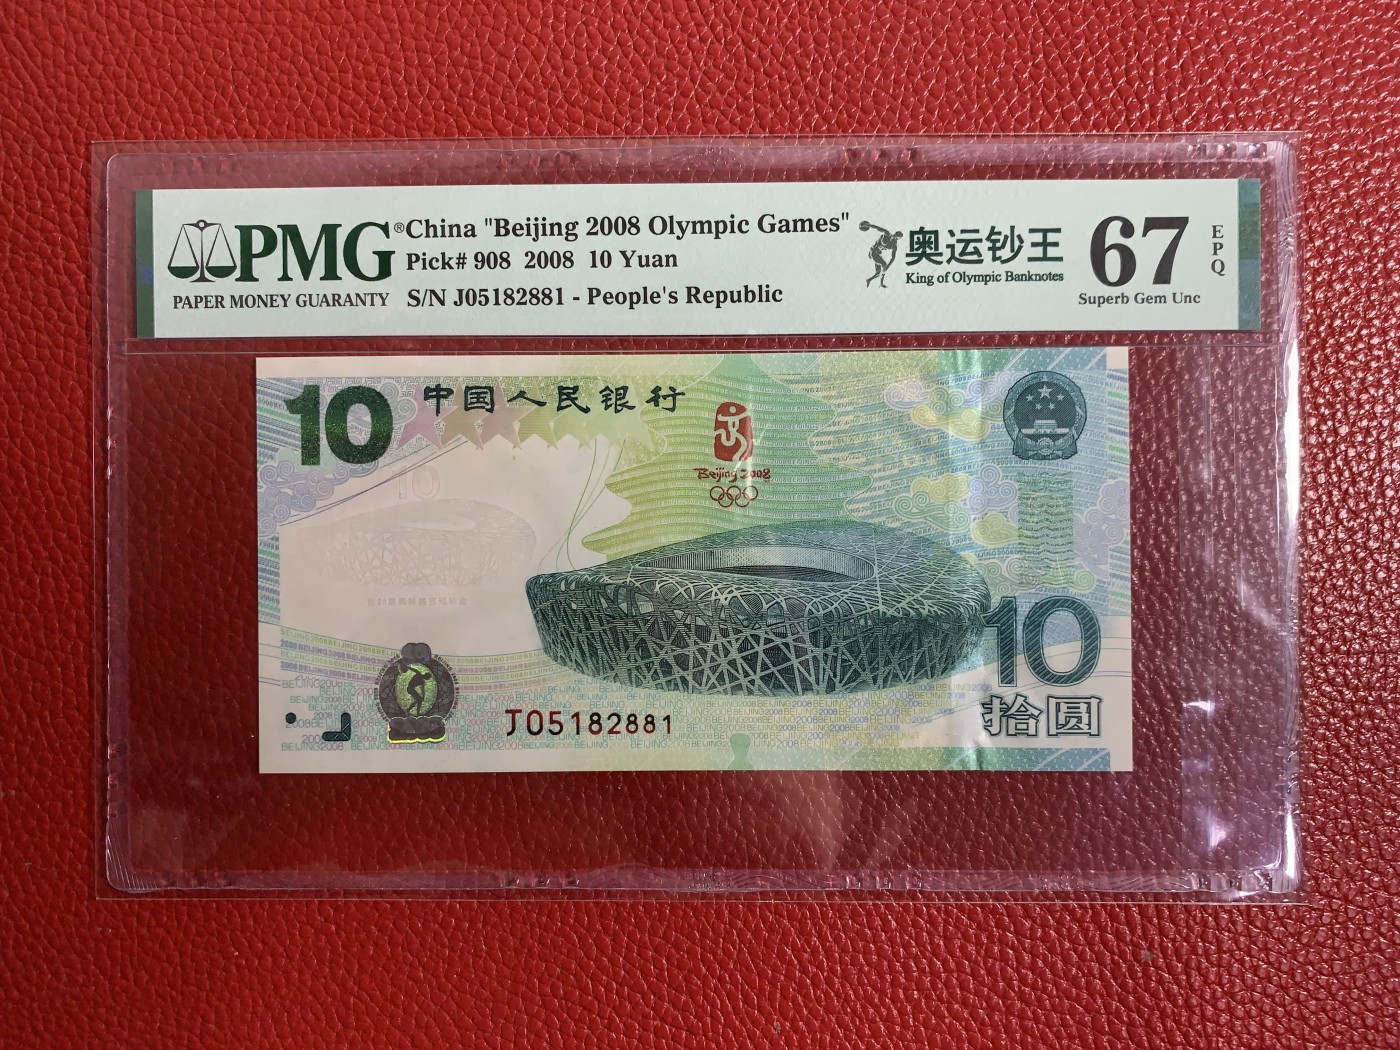 PMG®
PAPER MONEY GUARANTY
China "Beijing 2008 Olympic Games"
Pick# 908 2008 10 Yuan
S/N J05182881 - People's Republic
奥运钞王
King of Olympic Banknotes
67
Superb Gem Unc
EPQ
10
中国人民银行
Beijing 2008
10
10
拾圆
J05182881
BEIJING2008